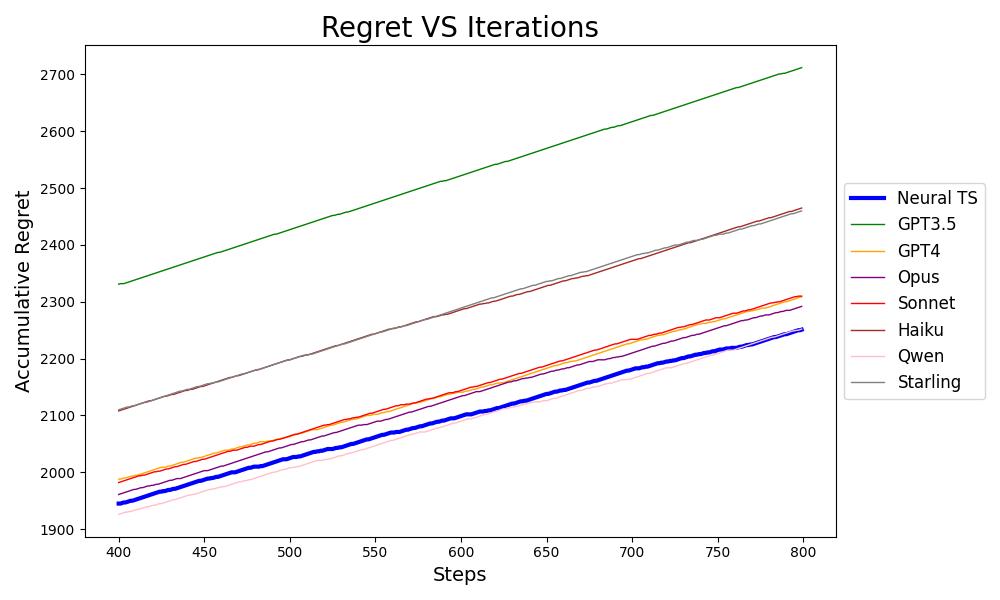 Regret VS Iterations
Accumulative Regret
2700
2600
2500
2400
2300
2200
2100
2000
1900
400 450 500 550 600 650 700 750 800
Steps
Neural TS
GPT3.5
GPT4
Opus
Sonnet
Haiku
Qwen
Starling